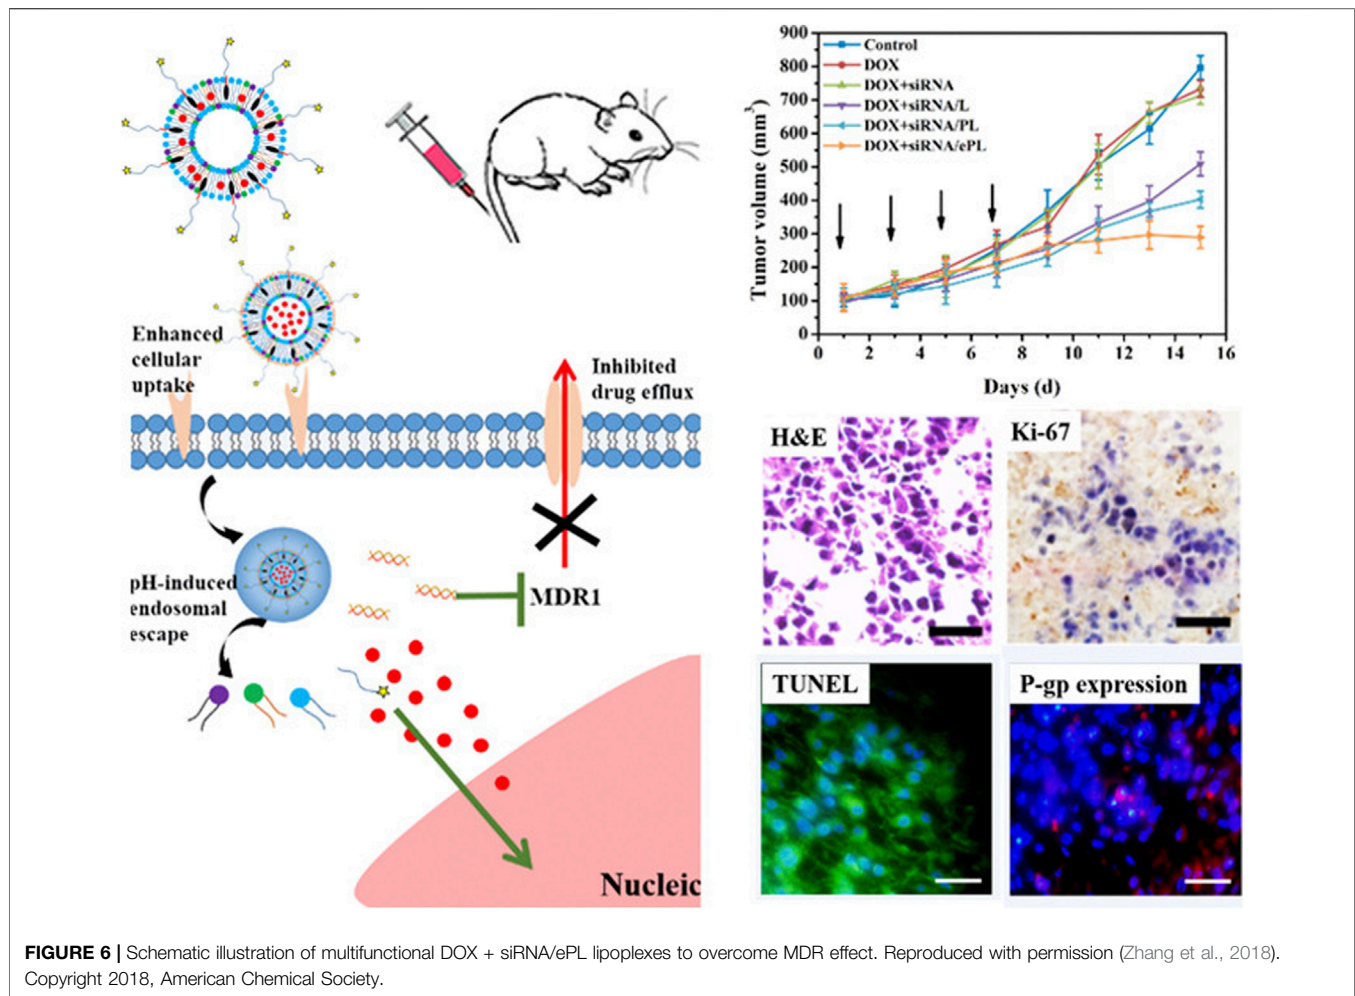 Enhanced
cellular
uptake
Inhibited
drug efflux
pH-induced
endosomal
escape
MDR1
Nucleic
900
800
700
600
500
400
300
200
100
0
Tumor volume (mm³)
Control
DOX
DOX+siRNA
DOX+siRNA/L
DOX+siRNA/PL
DOX+siRNA/ePL
0 2 4 6 8 10 12 14 16
Days (d)
H&E
Ki-67
TUNEL
P-gp expression
FIGURE 6 | Schematic illustration of multifunctional DOX + siRNA/ePL lipoplexes to overcome MDR effect. Reproduced with permission (Zhang et al., 2018).
Copyright 2018, American Chemical Society.